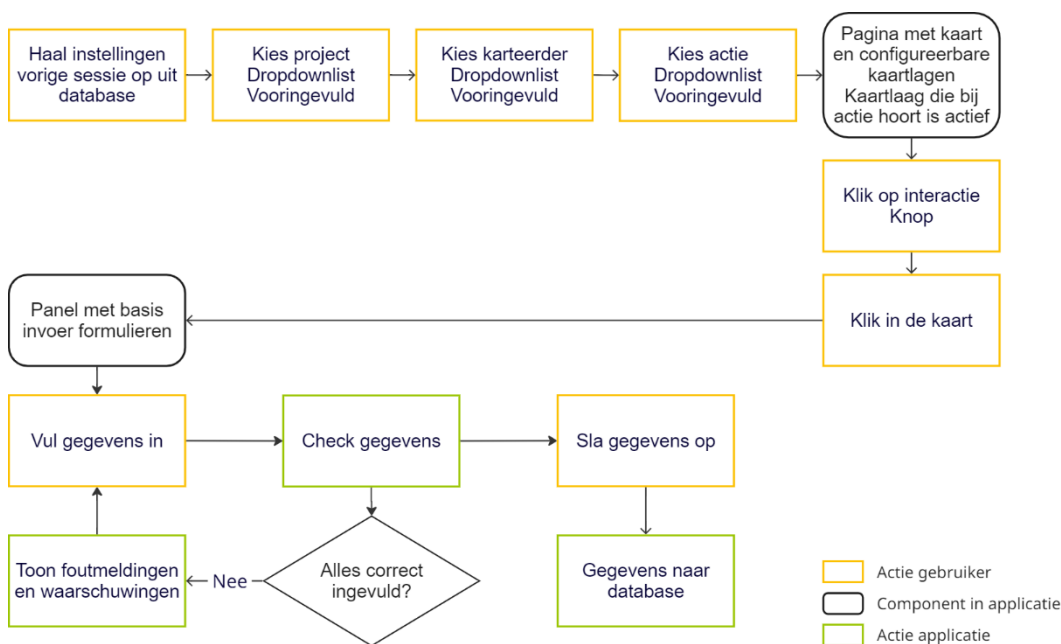 Haal instellingen
vorige sessie op uit
database
Kies project
Dropdownlist
Vooringevuld
Kies karteerder
Dropdownlist
Vooringevuld
Kies actie
Dropdownlist
Vooringevuld
Pagina met kaart
en configureerbare
kaartlagen
Kaartlaag die bij
actie hoort is actief
Klik op interactie
Knop
Klik in de kaart
Panel met basis
invoer formulieren
Vul gegevens in
Check gegevens
Sla gegevens op
Toon foutmeldingen
en waarschuwingen
Nee
Alles correct
ingevuld?
Gegevens naar
database
Actie gebruiker
Component in applicatie
Actie applicatie